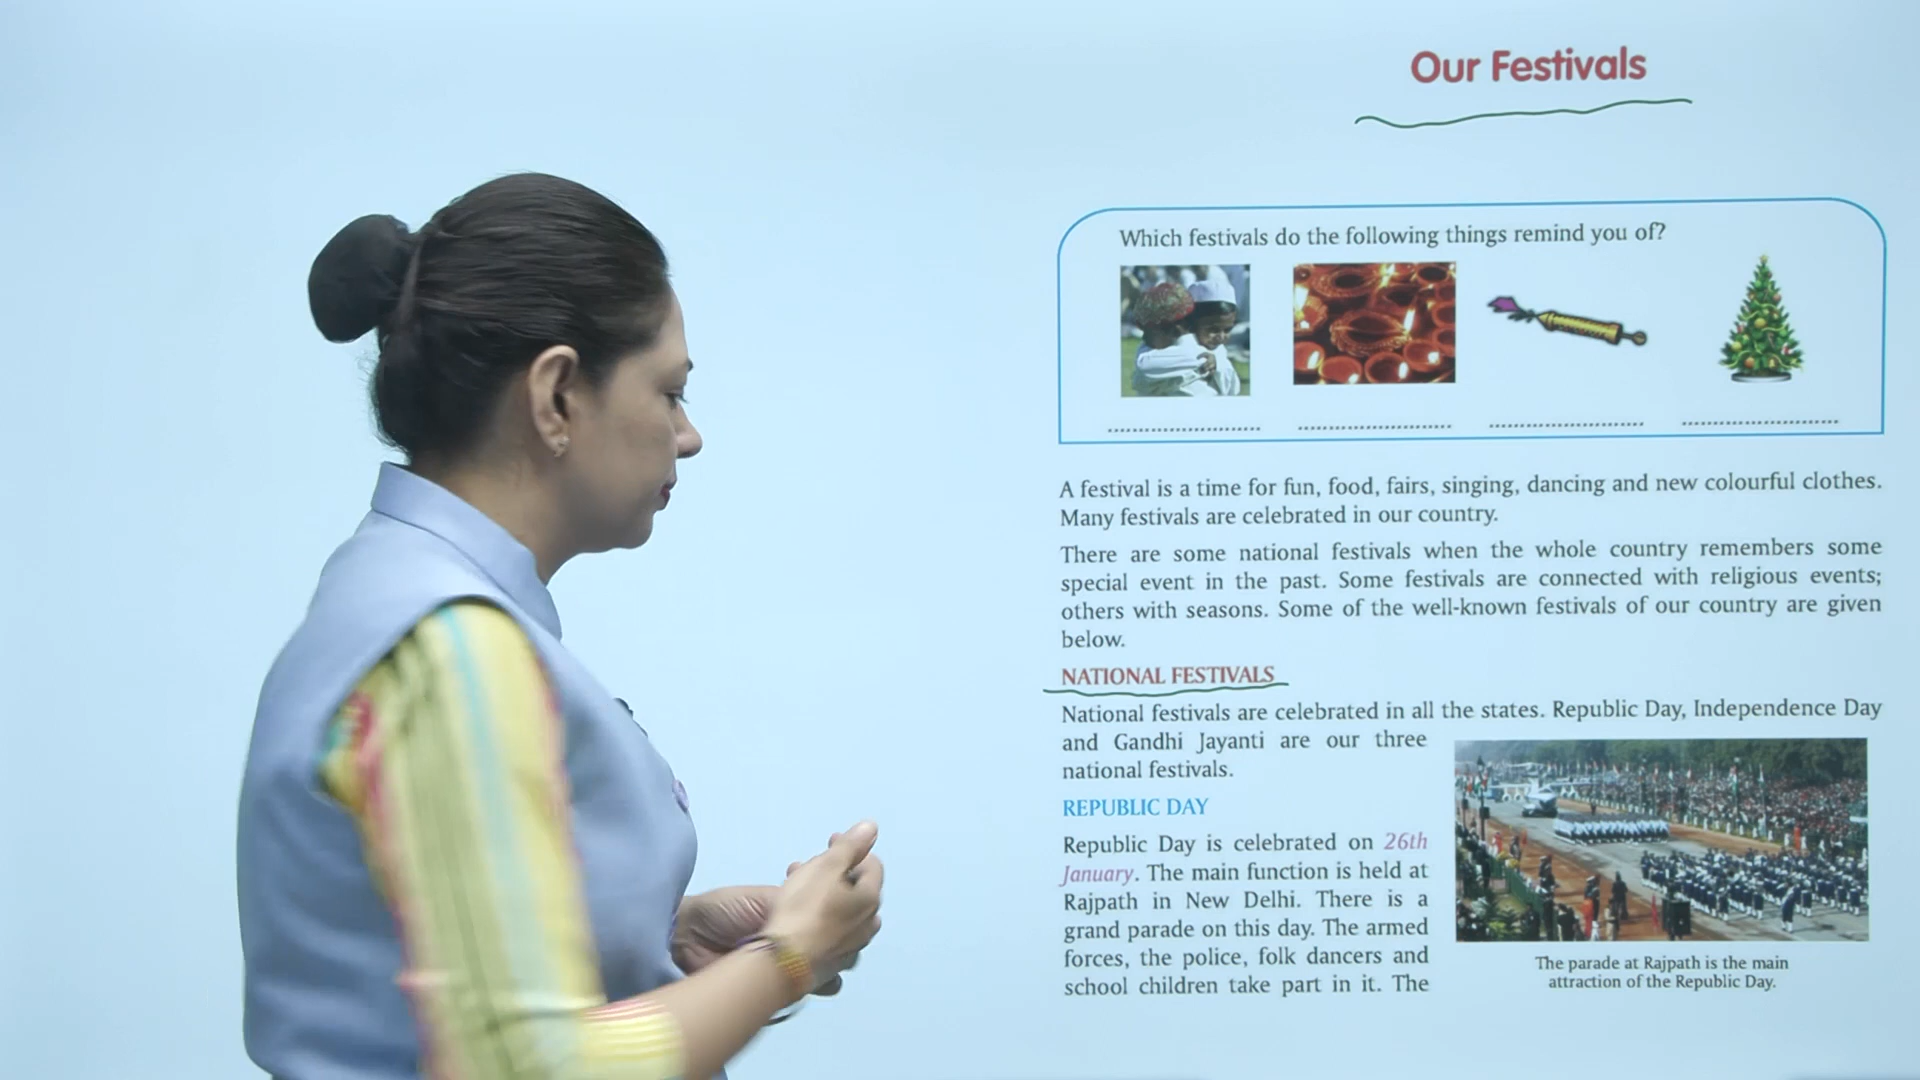 Our Festivals
Which festivals do the following things remind you of?
A festival is a time for fun, food, fairs, singing, dancing and new colourful clothes.
Many festivals are celebrated in our country.
There are some national festivals when the whole country remembers some
special event in the past. Some festivals are connected with religious events;
others with seasons. Some of the well-known festivals of our country are given
below.
NATIONAL FESTIVALS
National festivals are celebrated in all the states. Republic Day, Independence Day
and Gandhi Jayanti are our three
national festivals.
REPUBLIC DAY
Republic Day is celebrated on 26th
January. The main function is held at
Rajpath in New Delhi. There is a
grand parade on this day. The armed
forces, the police, folk dancers and
school children take part in it. The
The parade at Rajpath is the main
attraction of the Republic Day.